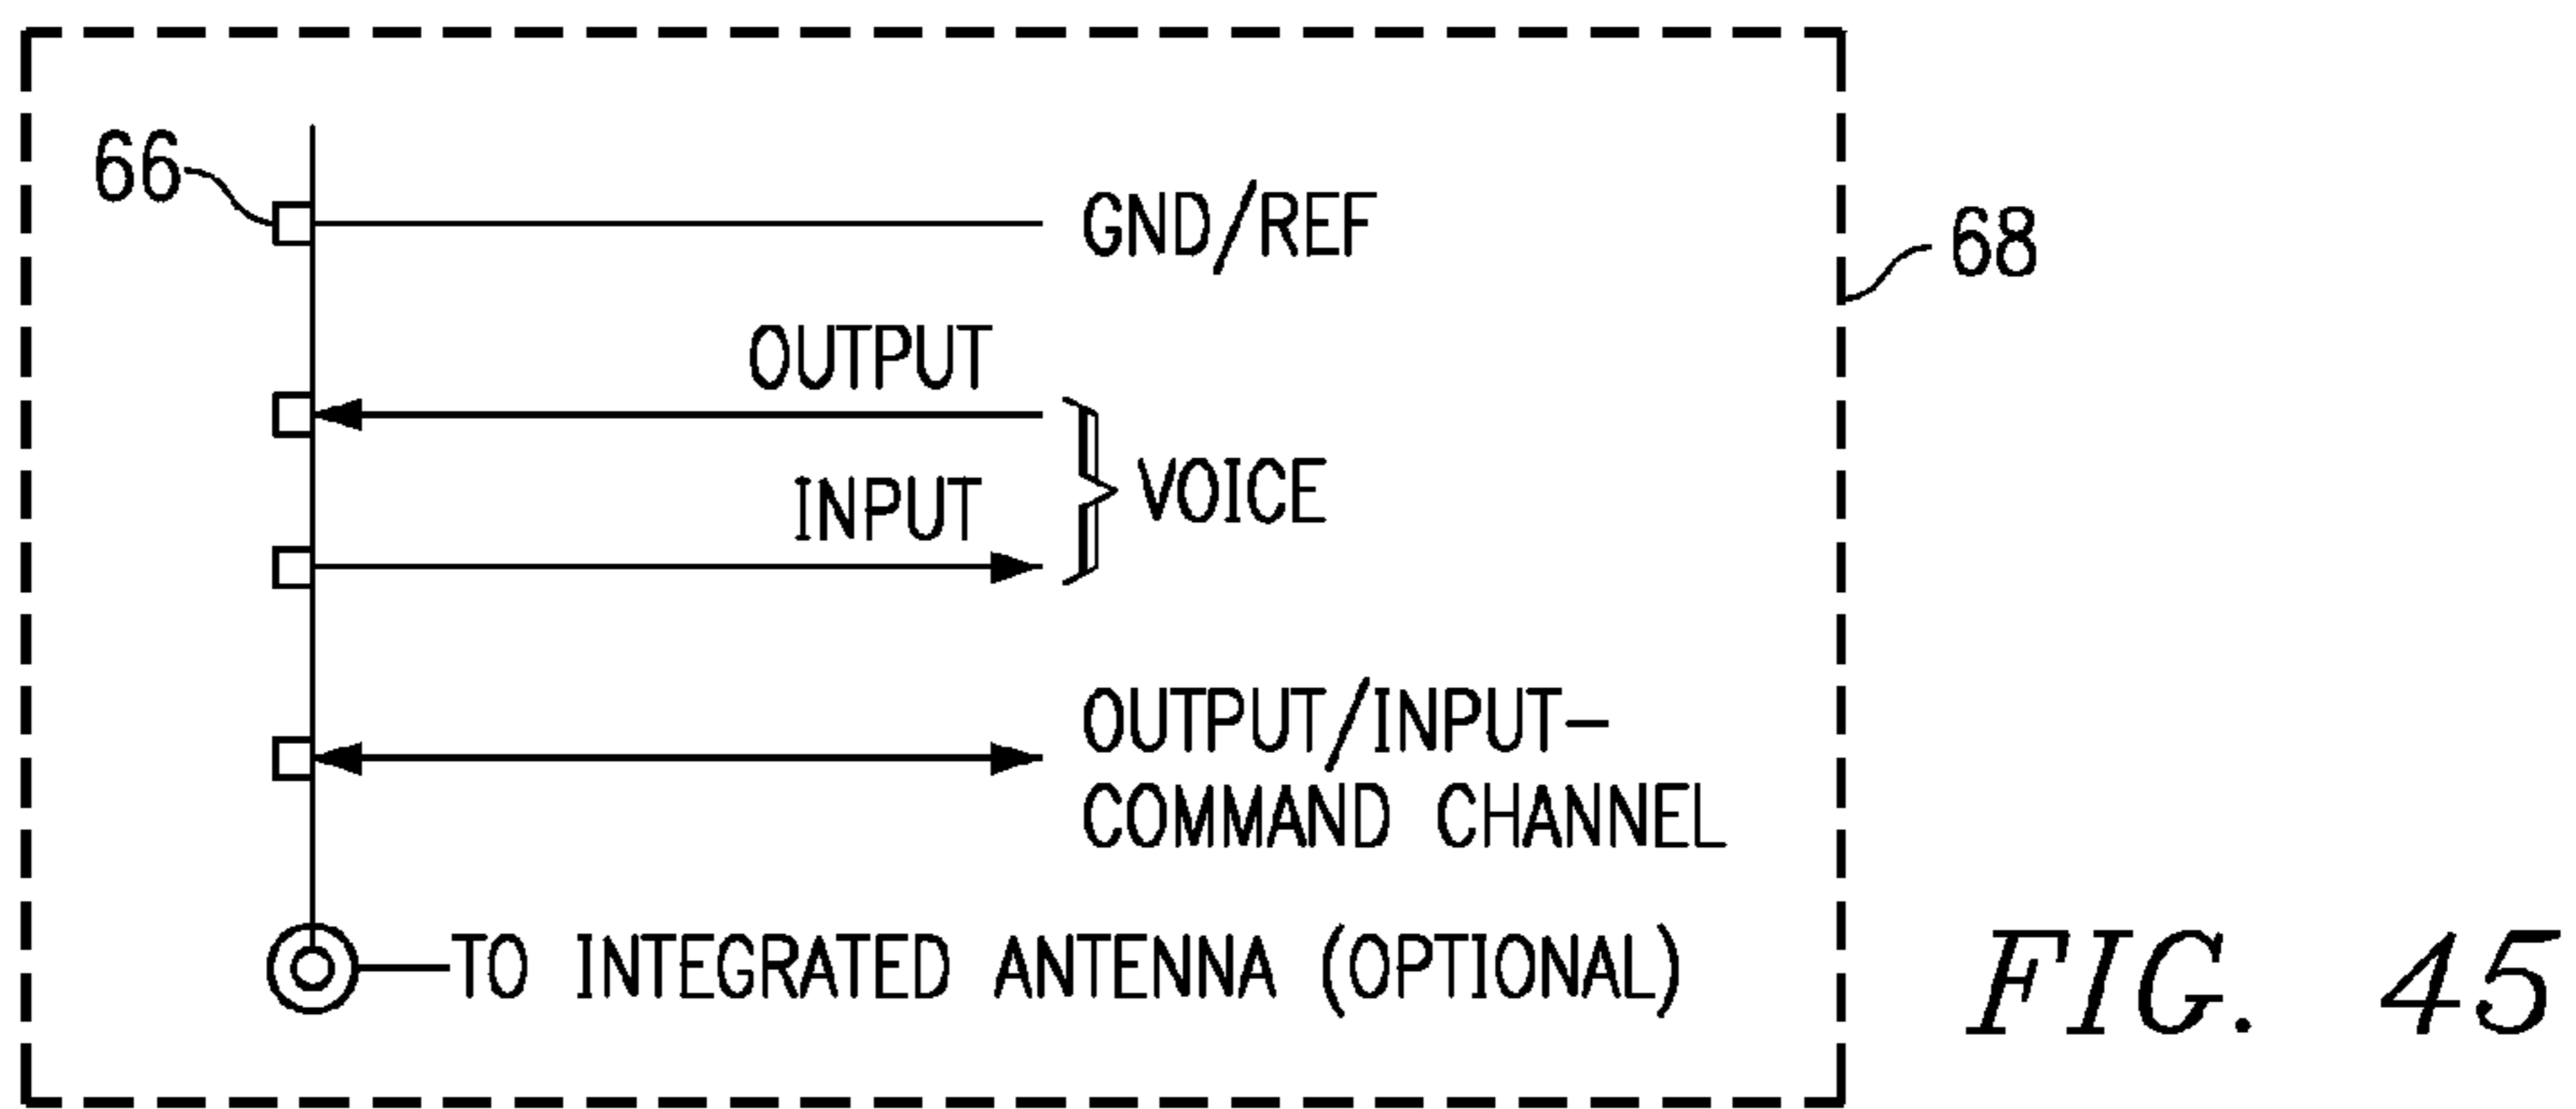 66
GND/REF
68
OUTPUT
INPUT
VOICE
OUTPUT/INPUT-
COMMAND CHANNEL
TO INTEGRATED ANTENNA (OPTIONAL)
FIG. 45